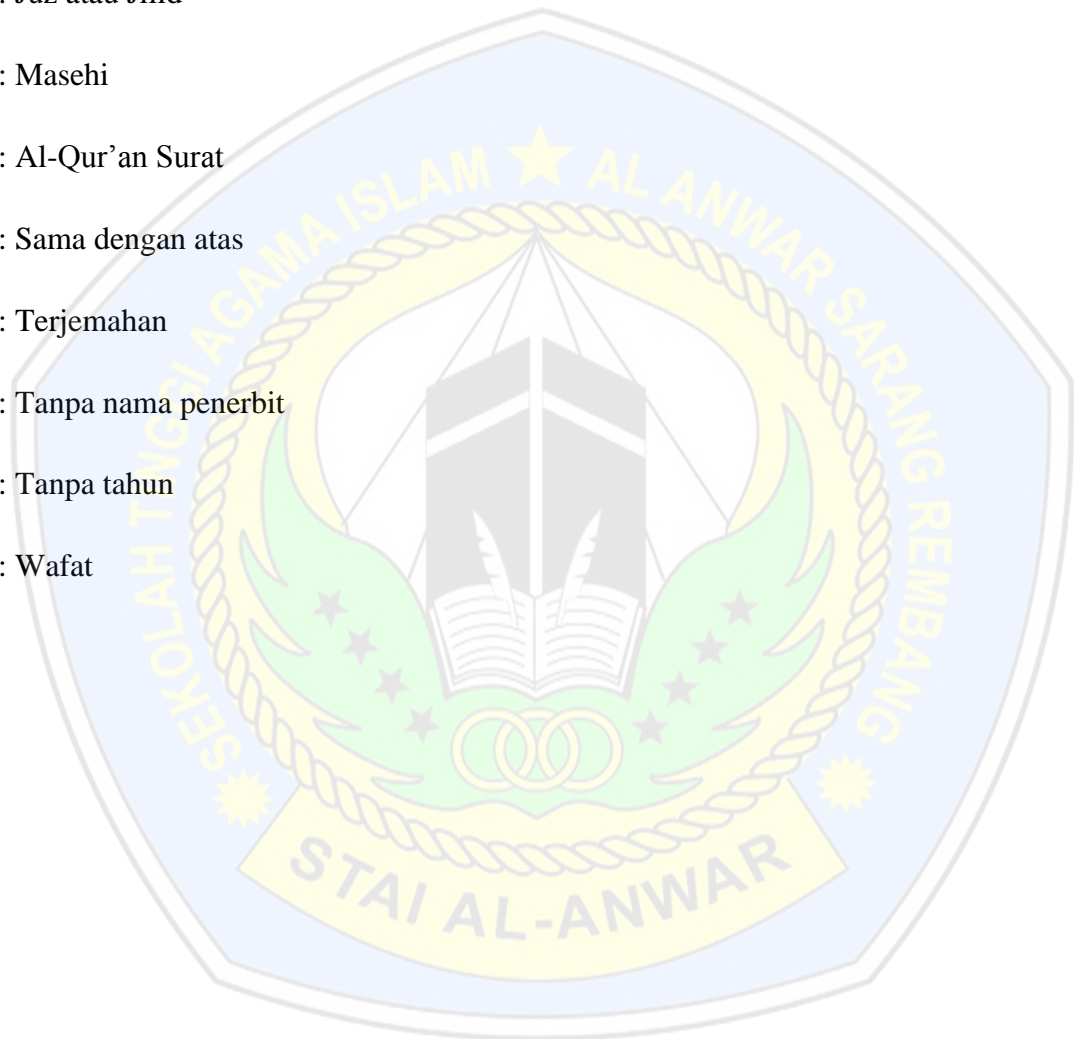 : Juz atau Jilid
: Masehi
: Al-Qur’an Surat
: Sama dengan atas
: Terjemahan
: Tanpa nama penerbit
: Tanpa tahun
: Wafat
SEKOLAH TINGGI AGAMA ISLAM ★ AL ANWAR SARANG REMBANG
STAI AL-ANWAR